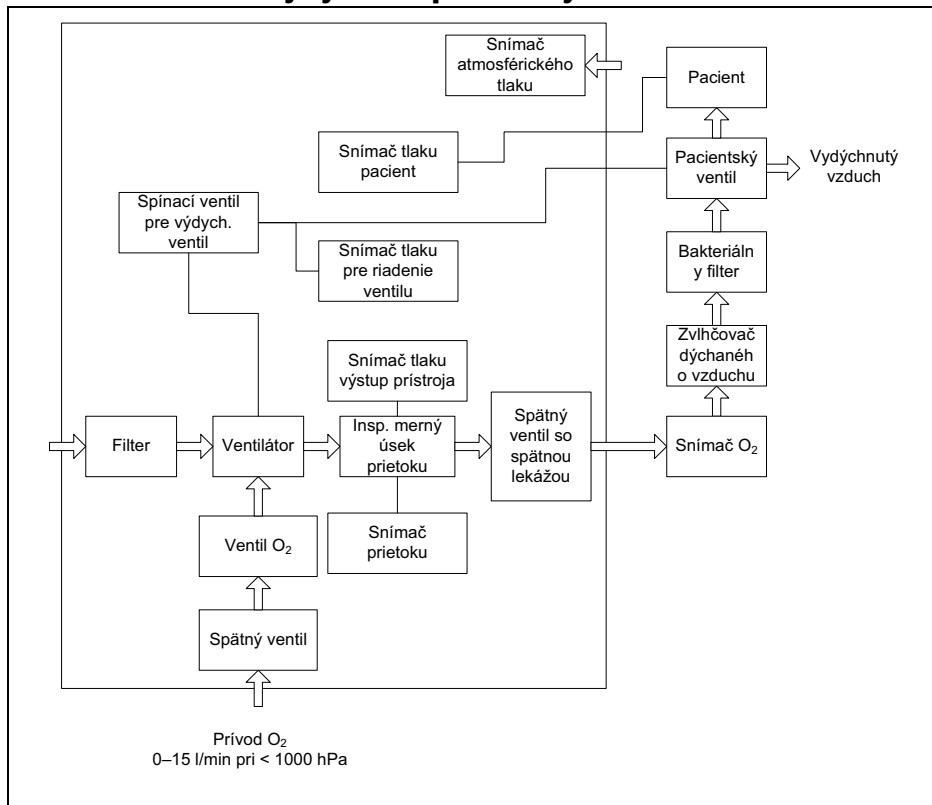 Snímač
atmosférického
tlaku
Pacient
Snímač tlaku
pacient
Pacientský
ventil
Vydýchnutý
vzduch
Spínací ventil
pre výdych.
ventil
Snímač tlaku
pre riadenie
ventilu
Bakteriáln
y filter
Zvlhčovač
dýchanéh
o vzduchu
Snímač tlaku
výstup prístroja
Filter
Ventilátor
Insp. merný
úsek
prietoku
Spätný
ventil so
spätnou
lekážou
Snímač O₂
Snímač
prietoku
Ventil O₂
Spätný ventil
Prívod O₂
0–15 l/min pri < 1000 hPa